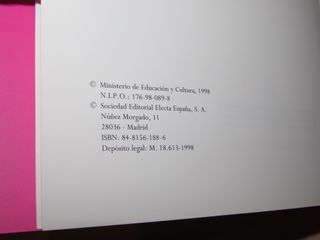 © Ministerio de Educación y Cultura, 1998
N.I.P.O.: 176-98-089-8
© Sociedad Editorial Electa España, S. A.
Núñez Morgado, 11
28036 - Madrid
ISBN: 84-8156-188-6
Depósito legal: M. 18.613-1998